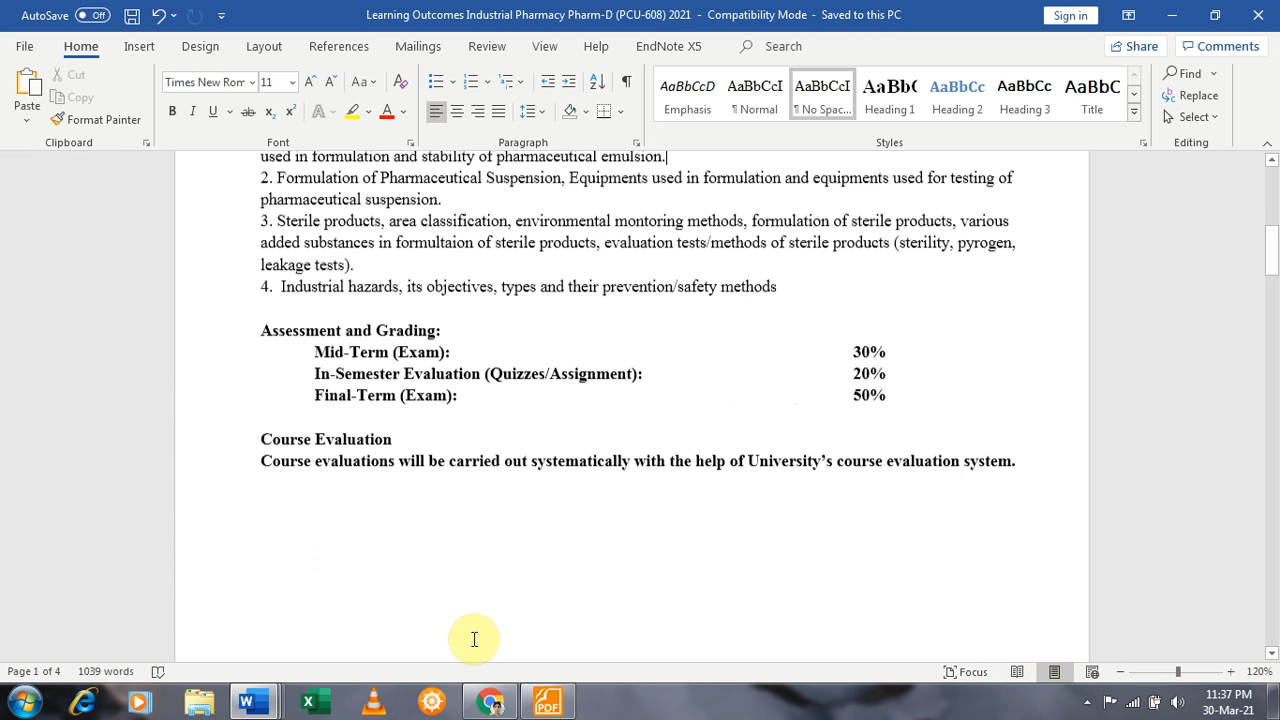 AutoSave Off Learning Outcomes Industrial Pharmacy Pharm-D (PCU-608) 2021 - Compatibility Mode - Saved to this PC Sign in
File Home Insert Design Layout References Mailings Review View Help EndNote X5 Search Share Comments
Paste
Cut
Copy
Format Painter
Clipboard
Times New Rom 11
Font
Paragraph
AaBbCcD AaBbCcI AaBbCcI AaBb( AaBbCc AaBbCc AaBbC
Emphasis ¶ Normal ¶ No Spac... Heading 1 Heading 2 Heading 3 Title
Styles
Find
Replace
Select
Editing
used in formulation and stability of pharmaceutical emulsion.
2. Formulation of Pharmaceutical Suspension, Equipments used in formulation and equipments used for testing of
pharmaceutical suspension.
3. Sterile products, area classification, environmental montoring methods, formulation of sterile products, various
added substances in formultaion of sterile products, evaluation tests/methods of sterile products (sterility, pyrogen,
leakage tests).
4. Industrial hazards, its objectives, types and their prevention/safety methods
Assessment and Grading:
Mid-Term (Exam): 30%
In-Semester Evaluation (Quizzes/Assignment): 20%
Final-Term (Exam): 50%
Course Evaluation
Course evaluations will be carried out systematically with the help of University’s course evaluation system.
Page 1 of 4 1039 words Focus 120%
11:37 PM
30-Mar-21